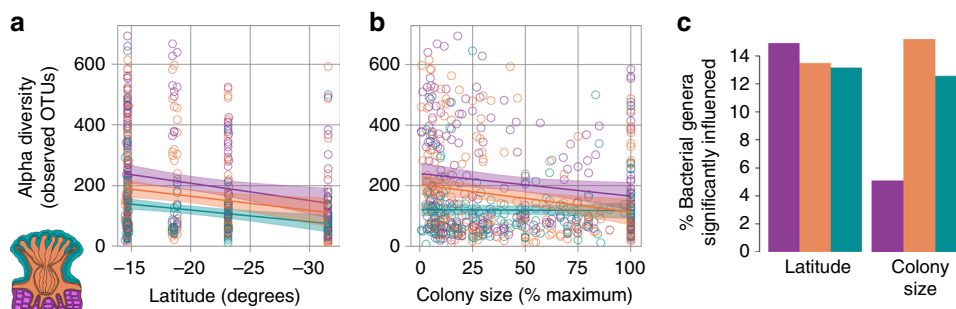 a
Alpha diversity
(observed OTUs)
600
400
200
0
–15
–20
–25
–30
Latitude (degrees)
b
600
400
200
0
0
25
50
75
100
Colony size (% maximum)
c
% Bacterial genera
significantly influenced
14
12
10
8
6
4
2
0
Latitude
Colony
size